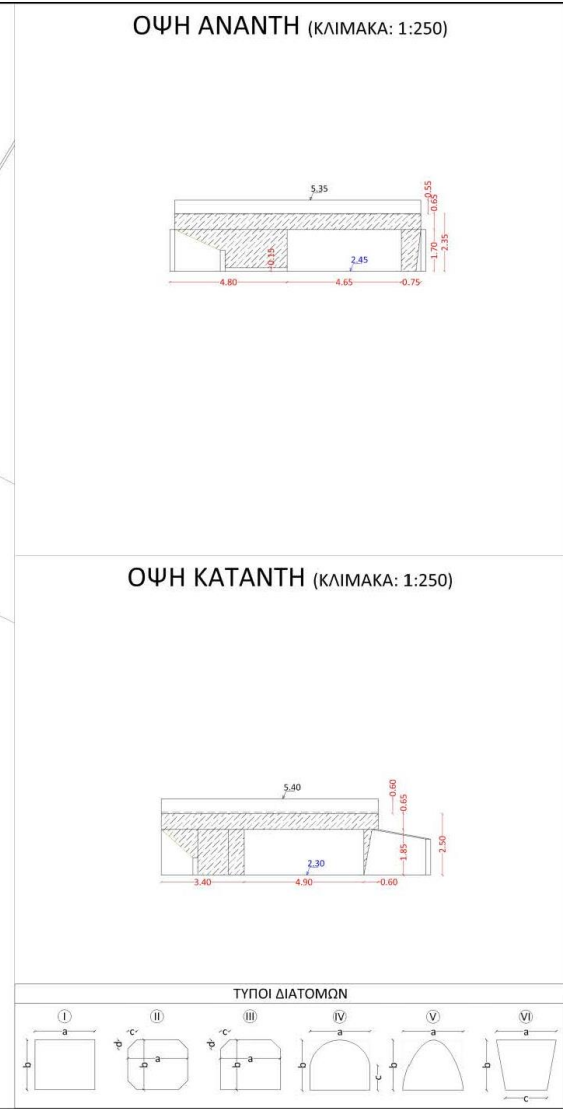 ΟΨΗ ΑΝΑΝΤΗ (ΚΛΙΜΑΚΑ: 1:250)
5.35
0.55
0.65
1.70
2.35
0.15
2.45
4.80
4.65
0.75
ΟΨΗ ΚΑΤΑΝΤΗ (ΚΛΙΜΑΚΑ: 1:250)
5.40
0.60
0.65
1.85
2.50
2.30
3.40
4.90
0.60
ΤΥΠΟΙ ΔΙΑΤΟΜΩΝ
I II III IV V VI
a b
c d a b
c d a b
a b c
a b
a b c